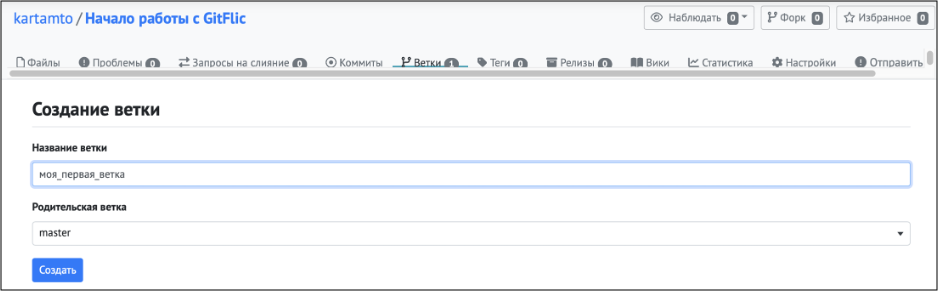 kartamto / Начало работы с GitFlic
Наблюдать 0 Форк 0 Избранное 0
Файлы Проблемы 0 Запросы на слияние 0 Коммиты Ветки 1 Теги 0 Релизы 0 Вики Статистика Настройки Отправить
Создание ветки
Название ветки
моя_первая_ветка
Родительская ветка
master
Создать